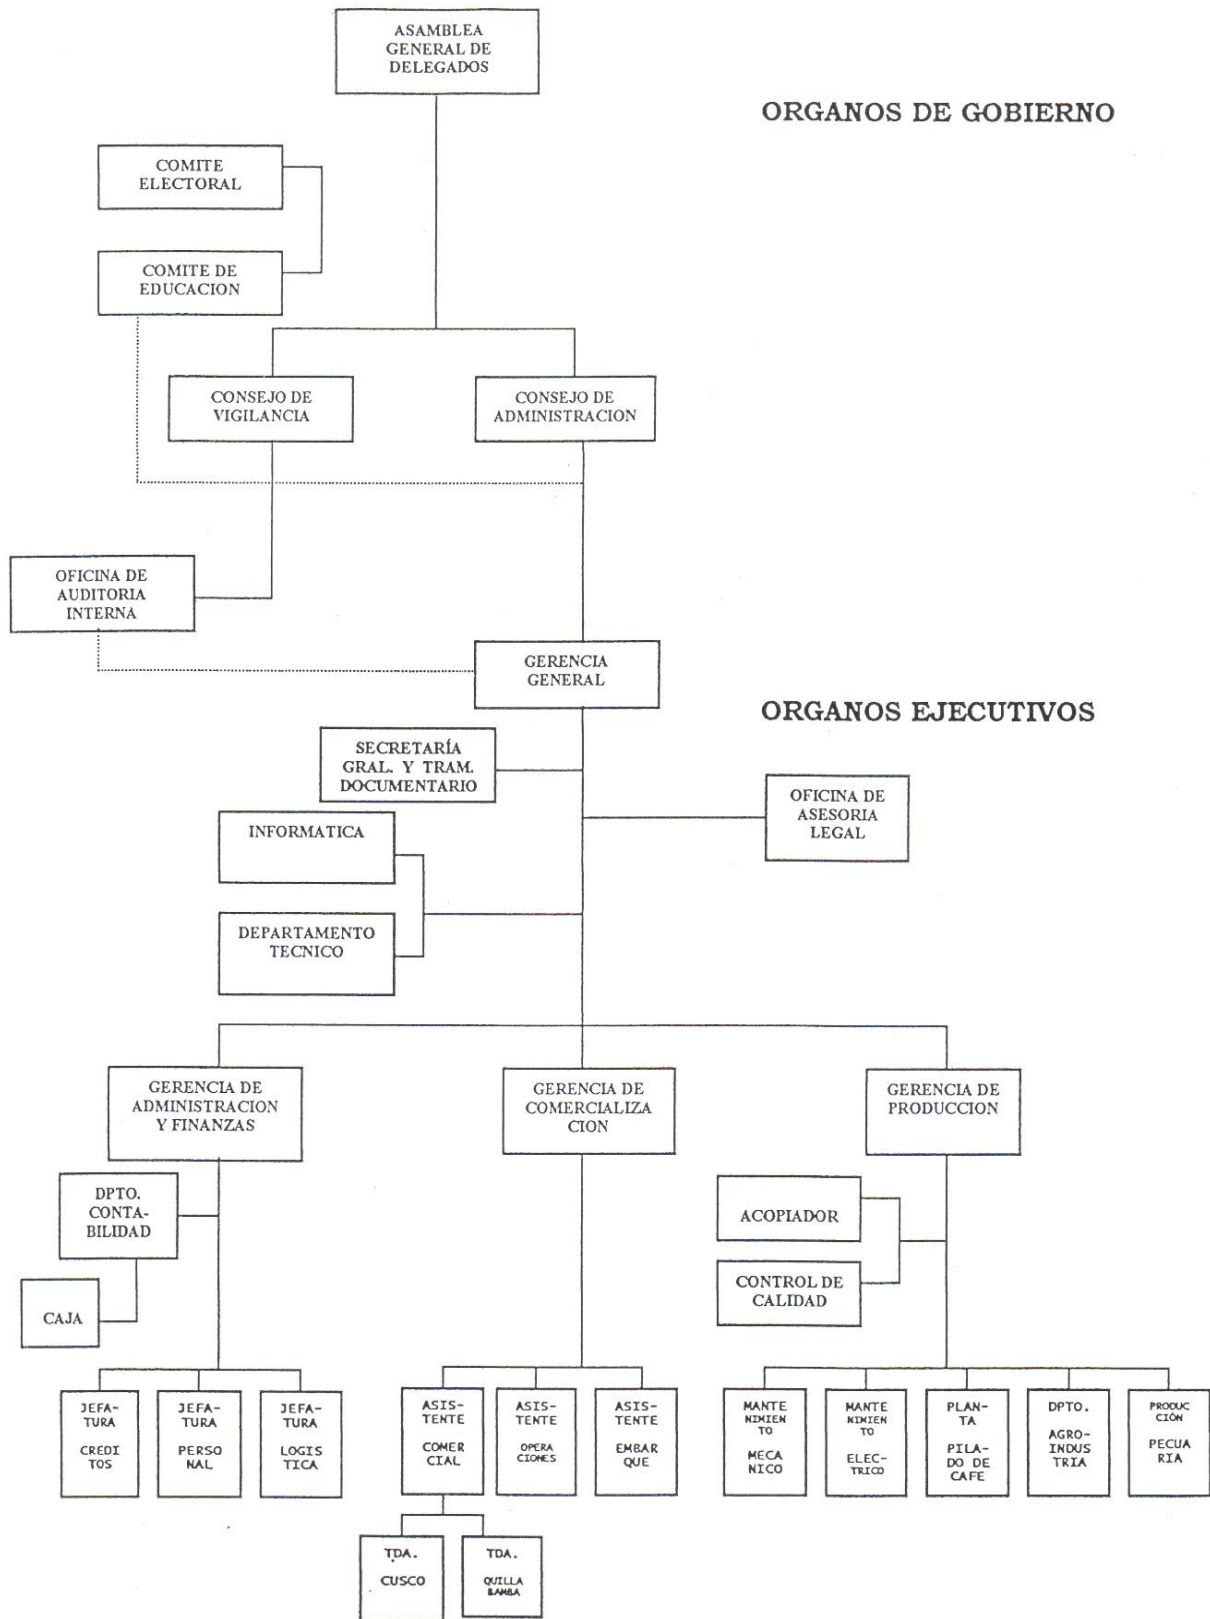 ASAMBLEA
GENERAL DE
DELEGADOS
ORGANOS DE GOBIERNO
COMITE
ELECTORAL
COMITE DE
EDUCACION
CONSEJO DE
VIGILANCIA
CONSEJO DE
ADMINISTRACION
OFICINA DE
AUDITORIA
INTERNA
GERENCIA
GENERAL
ORGANOS EJECUTIVOS
SECRETARÍA
GRAL. Y TRAM.
DOCUMENTARIO
OFICINA DE
ASESORIA
LEGAL
INFORMATICA
DEPARTAMENTO
TECNICO
GERENCIA DE
ADMINISTRACION
Y FINANZAS
GERENCIA DE
COMERCIALIZA
CION
GERENCIA DE
PRODUCCION
DPTO.
CONTA-
BILIDAD
CAJA
ACOPIADOR
CONTROL DE
CALIDAD
JEFA-
TURA
CREDI
TOS
JEFA-
TURA
PERSO
NAL
JEFA-
TURA
LOGIS
TICA
ASIS-
TENTE
COMER
CIAL
ASIS-
TENTE
OPERA
CIONES
ASIS-
TENTE
EMBAR
QUE
MANTE
NIMIEN
TO
MECA
NICO
MANTE
NIMIEN
TO
ELEC-
TRICO
PLAN-
TA
PILA-
DO DE
CAFE
DPTO.
AGRO-
INDUS
TRIA
PRODUC
CIÓN
PECUA
RIA
TDA.
CUSCO
TDA.
QUILLA
BAMBA